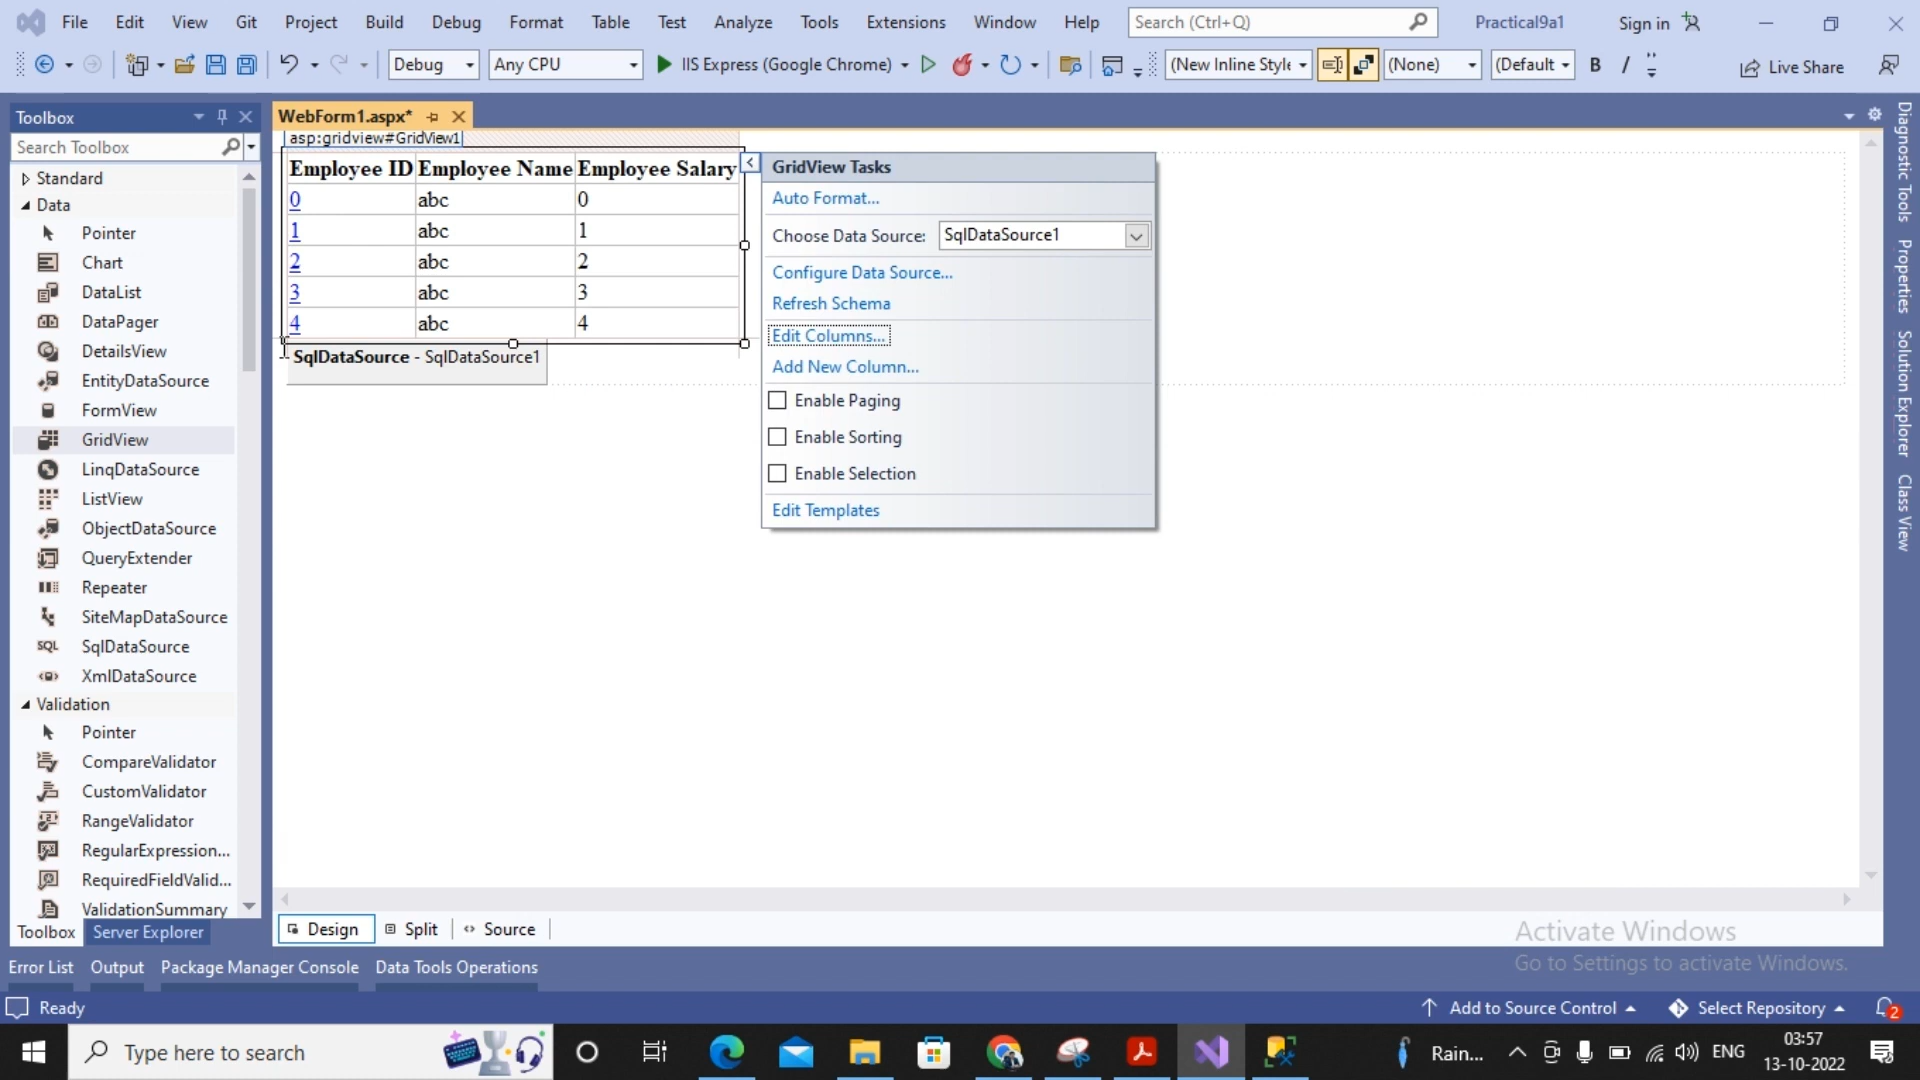 File Edit View Git Project Build Debug Format Table Test Analyze Tools Extensions Window Help Search (Ctrl+Q) Practical9a1 Sign in
Debug Any CPU IIS Express (Google Chrome) (New Inline Style (None) (Default B I Live Share
Toolbox
Search Toolbox
Standard
Data
Pointer
Chart
DataList
DataPager
DetailsView
EntityDataSource
FormView
GridView
LinqDataSource
ListView
ObjectDataSource
QueryExtender
Repeater
SiteMapDataSource
SQL SqlDataSource
XmlDataSource
Validation
Pointer
CompareValidator
CustomValidator
RangeValidator
RegularExpression...
RequiredFieldValid...
ValidationSummary
Toolbox Server Explorer
WebForm1.aspx*
asp:gridview#GridView1
Employee ID Employee Name Employee Salary
0 abc 0
1 abc 1
2 abc 2
3 abc 3
4 abc 4
SqlDataSource - SqlDataSource1
GridView Tasks
Auto Format...
Choose Data Source: SqlDataSource1
Configure Data Source...
Refresh Schema
Edit Columns...
Add New Column...
Enable Paging
Enable Sorting
Enable Selection
Edit Templates
Diagnostic Tools
Properties
Solution Explorer
Class View
Design Split Source
Activate Windows
Go to Settings to activate Windows.
Error List Output Package Manager Console Data Tools Operations
Ready Add to Source Control Select Repository 2
Type here to search Rain... ENG 03:57
13-10-2022